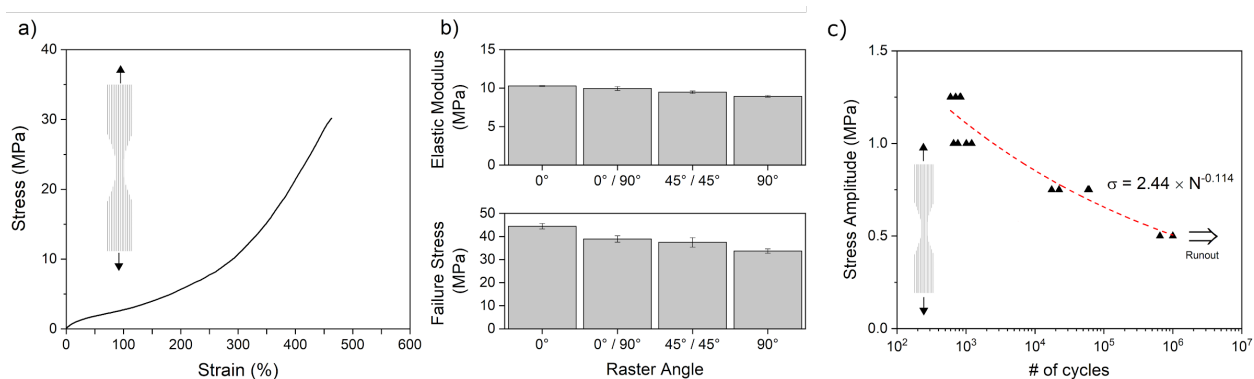 a)
Stress (MPa)
40
30
20
10
0
0 100 200 300 400 500 600
Strain (%)
b)
Elastic Modulus
(MPa)
15
10
5
0
0° 0° / 90° 45° / 45° 90°
Failure Stress
(MPa)
50
40
30
20
10
0
0° 0° / 90° 45° / 45° 90°
Raster Angle
c)
Stress Amplitude (MPa)
1.5
1.0
0.5
0.0
σ = 2.44 × N^-0.114
Runout
10^2 10^3 10^4 10^5 10^6 10^7
# of cycles